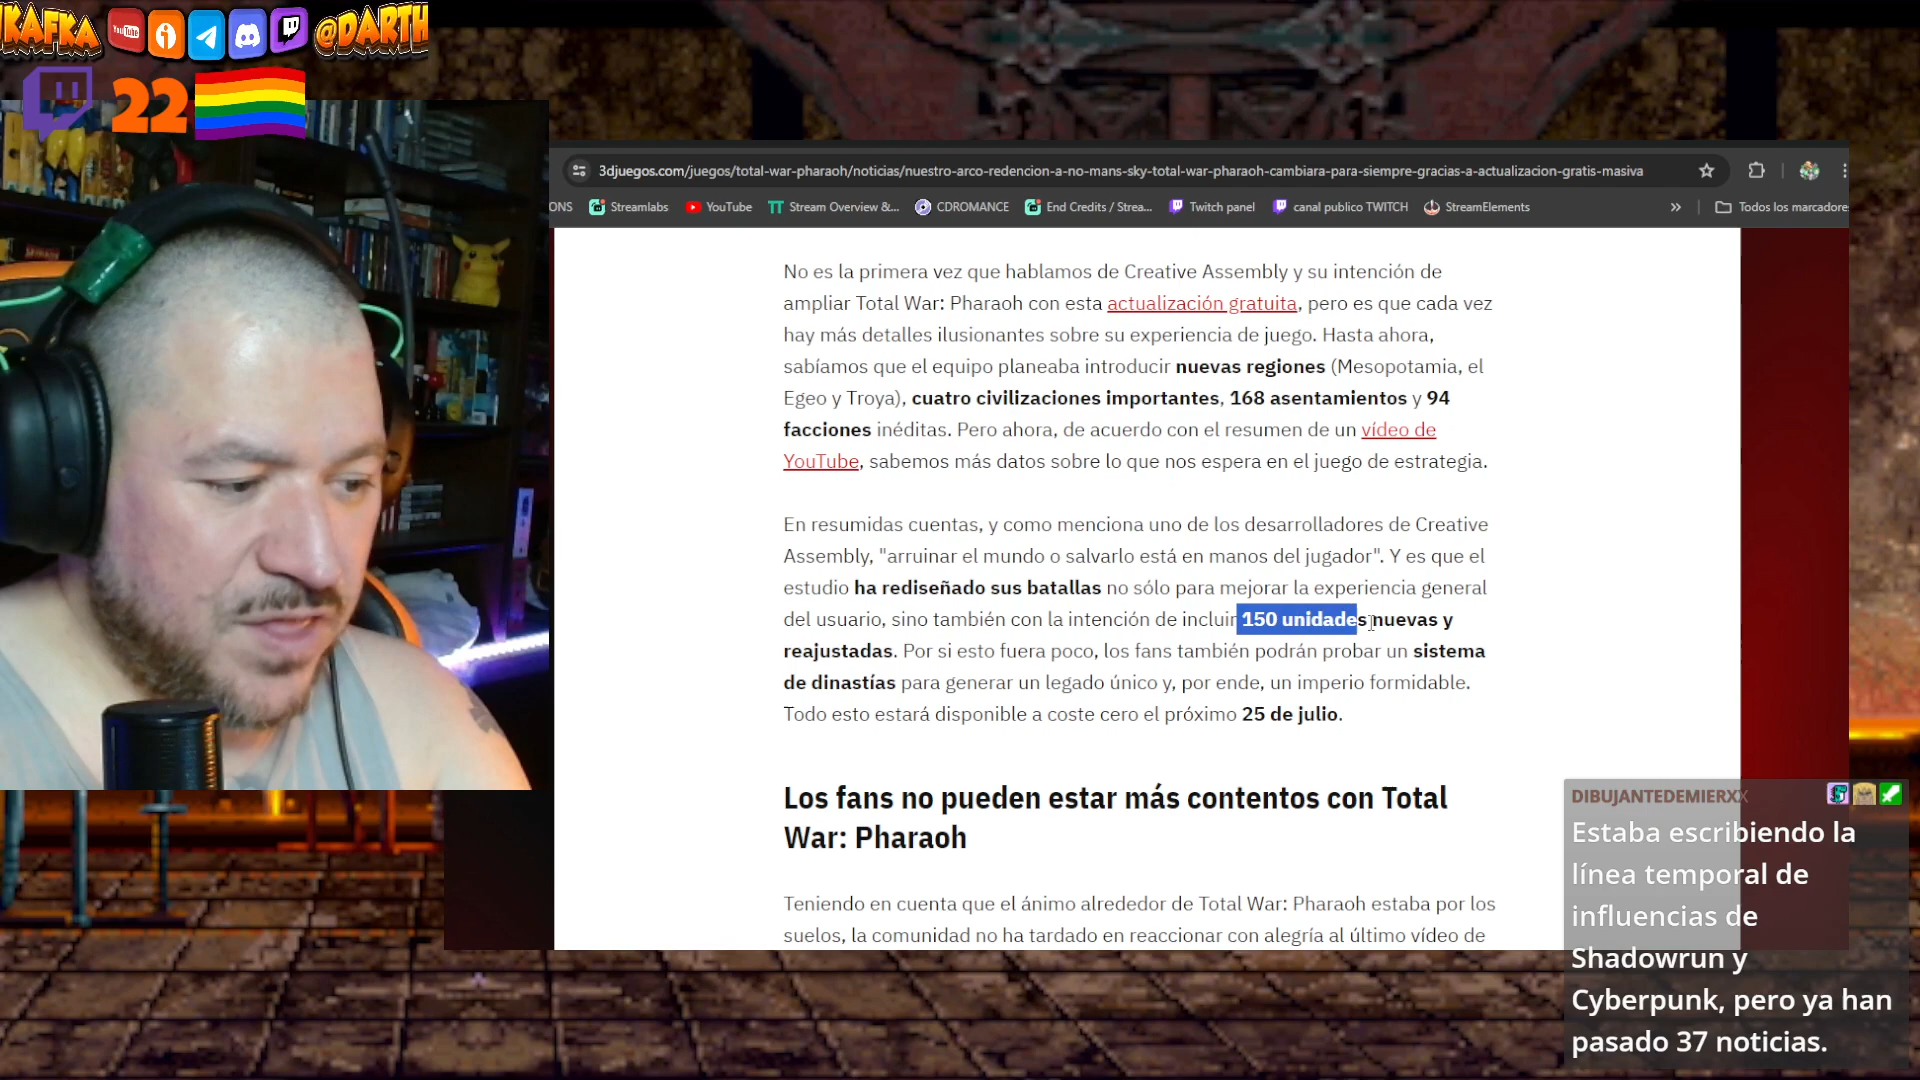 KAFKA
YouTube
@DARTH
22
3djuegos.com/juegos/total-war-pharaoh/noticias/nuestro-arco-redencion-a-no-mans-sky-total-war-pharaoh-cambiara-para-siempre-gracias-a-actualizacion-gratis-masiva
ONS Streamlabs YouTube Stream Overview &... CDROMANCE End Credits / Strea... Twitch panel canal publico TWITCH StreamElements » Todos los marcadore
No es la primera vez que hablamos de Creative Assembly y su intención de
ampliar Total War: Pharaoh con esta actualización gratuita, pero es que cada vez
hay más detalles ilusionantes sobre su experiencia de juego. Hasta ahora,
sabíamos que el equipo planeaba introducir nuevas regiones (Mesopotamia, el
Egeo y Troya), cuatro civilizaciones importantes, 168 asentamientos y 94
facciones inéditas. Pero ahora, de acuerdo con el resumen de un vídeo de
YouTube, sabemos más datos sobre lo que nos espera en el juego de estrategia.
En resumidas cuentas, y como menciona uno de los desarrolladores de Creative
Assembly, "arruinar el mundo o salvarlo está en manos del jugador". Y es que el
estudio ha rediseñado sus batallas no sólo para mejorar la experiencia general
del usuario, sino también con la intención de incluir 150 unidades nuevas y
reajustadas. Por si esto fuera poco, los fans también podrán probar un sistema
de dinastías para generar un legado único y, por ende, un imperio formidable.
Todo esto estará disponible a coste cero el próximo 25 de julio.
Los fans no pueden estar más contentos con Total
War: Pharaoh
Teniendo en cuenta que el ánimo alrededor de Total War: Pharaoh estaba por los
suelos, la comunidad no ha tardado en reaccionar con alegría al último vídeo de
DIBUJANTEDEMIERXX
Estaba escribiendo la
línea temporal de
influencias de
Shadowrun y
Cyberpunk, pero ya han
pasado 37 noticias.